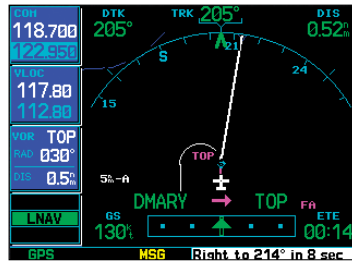 COM
118.700
122.950
VLOC
117.80
112.80
VOR TOP
RAD 030°
DIS 0.5nm
LNAV
GPS
DTK
205°
TRK 205°
DIS
0.52nm
S
21
24
15
TOP
5nm-A
DMARY → TOP FA
GS
130kt
ETE
00:14
MSG
Right to 214° in 8 sec